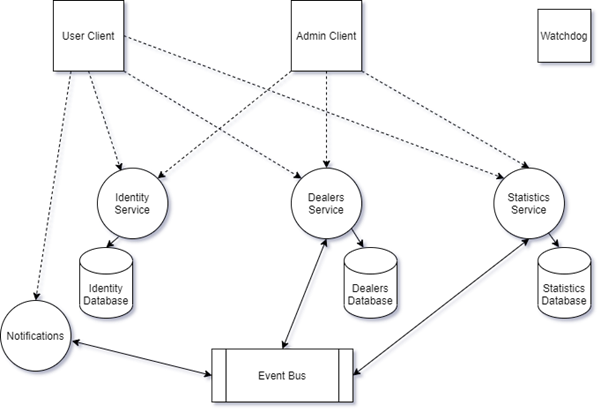 User Client
Admin Client
Watchdog
Identity
Service
Dealers
Service
Statistics
Service
Identity
Database
Dealers
Database
Statistics
Database
Notifications
Event Bus